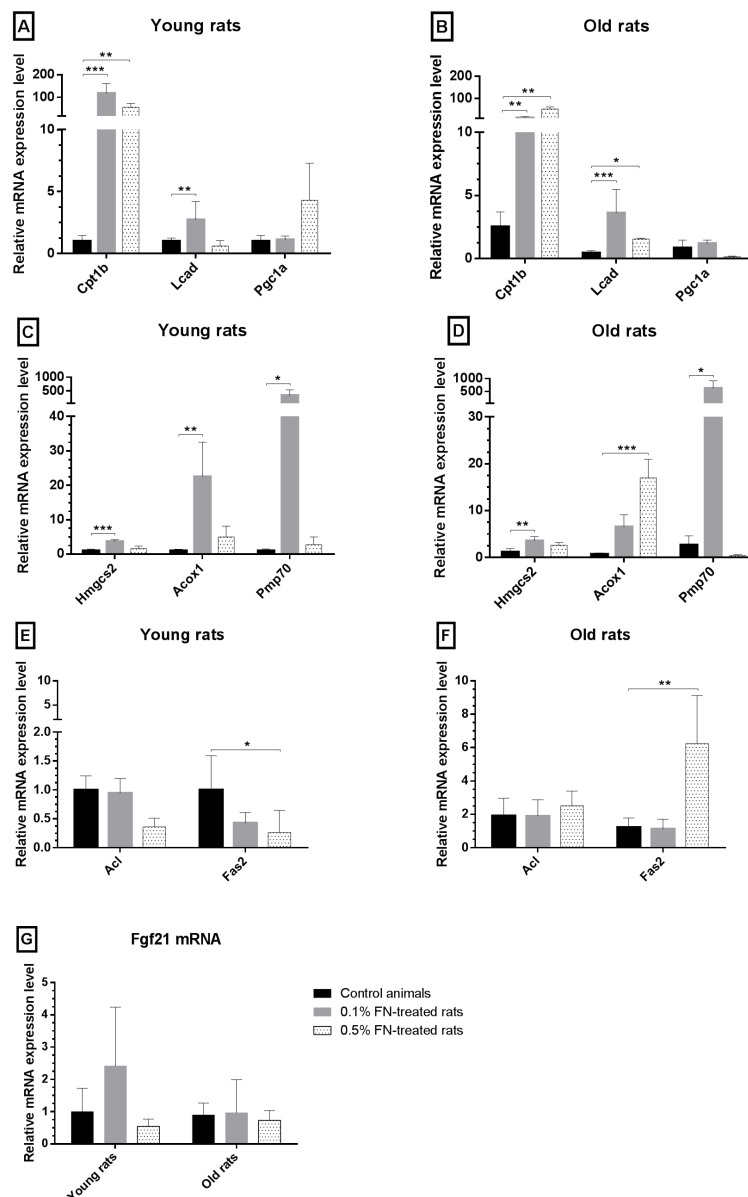 A
Young rats
Relative mRNA expression level
200
100
10
5
0
**
***
**
Cpt1b
Lcad
Pgc1a
B
Old rats
Relative mRNA expression level
200
100
10
5
0
**
**
*
***
Cpt1b
Lcad
Pgc1a
C
Young rats
Relative mRNA expression level
1000
500
40
30
20
10
0
***
**
*
Hmgcs2
Acox1
Pmp70
D
Old rats
Relative mRNA expression level
1000
500
30
20
10
0
**
***
*
Hmgcs2
Acox1
Pmp70
E
Young rats
Relative mRNA expression level
10
5
2.0
1.5
1.0
0.5
0.0
*
Acl
Fas2
F
Old rats
Relative mRNA expression level
10
8
6
4
2
0
**
Acl
Fas2
G
Fgf21 mRNA
Relative mRNA expression level
5
4
3
2
1
0
Young rats
Old rats
Control animals
0.1% FN-treated rats
0.5% FN-treated rats